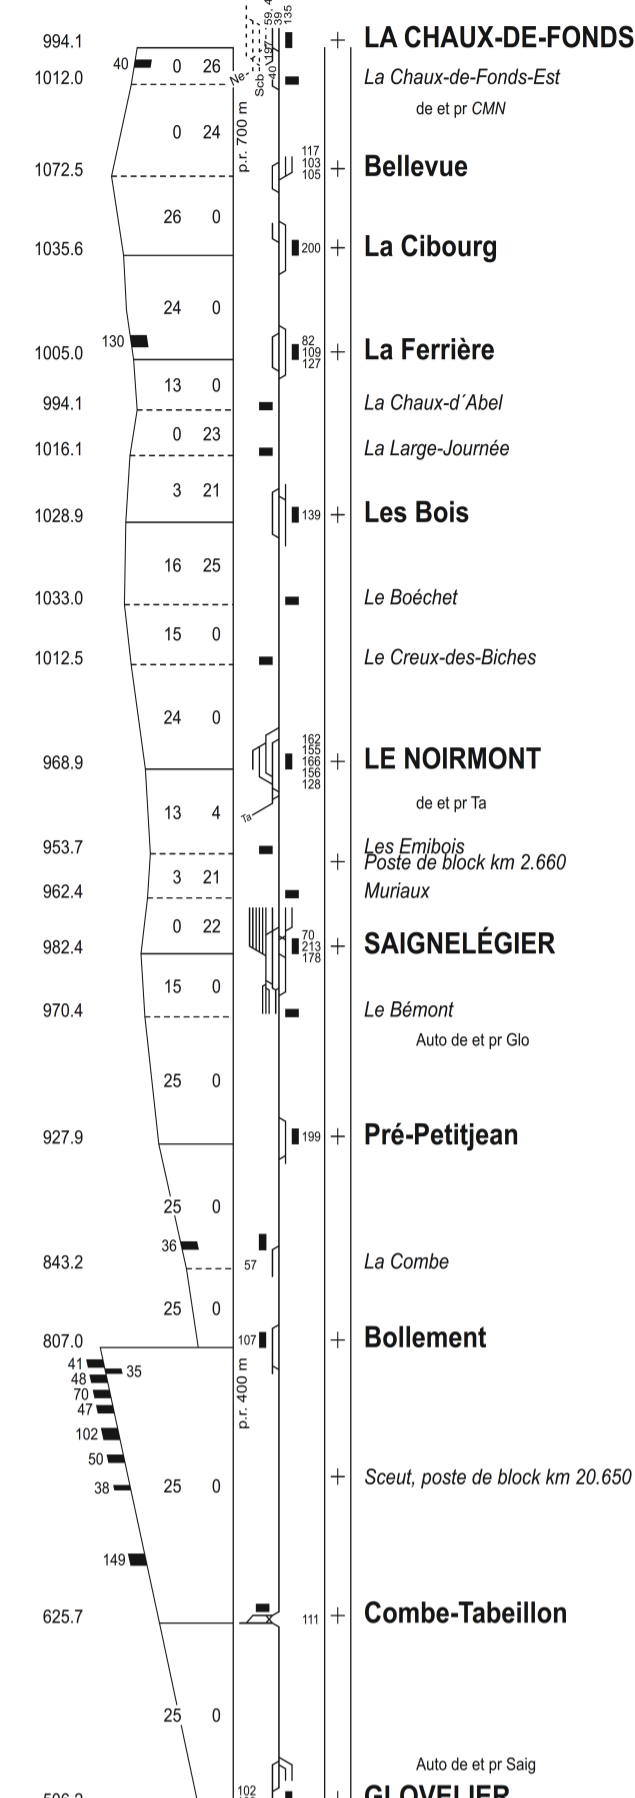 59, 4
39
135
994.1 LA CHAUX-DE-FONDS
40 0 26
Ne
Scb
197
40
1012.0 La Chaux-de-Fonds-Est
de et pr CMN
p.r. 700 m
0 24
117
103
105
1072.5 Bellevue
26 0
1035.6 200 La Cibourg
24 0
130
82
109
127
1005.0 La Ferrière
13 0
994.1 La Chaux-d´Abel
0 23
1016.1 La Large-Journée
3 21
1028.9 139 Les Bois
16 25
1033.0 Le Boéchet
15 0
1012.5 Le Creux-des-Biches
24 0
162
155
166
156
128
968.9 LE NOIRMONT
de et pr Ta
13 4
Ta
953.7 Les Emibois
Poste de block km 2.660
3 21
962.4 Muriaux
0 22
70
213
178
982.4 SAIGNELÉGIER
15 0
970.4 Le Bémont
Auto de et pr Glo
25 0
927.9 199 Pré-Petitjean
25 0
36
843.2 57 La Combe
25 0
807.0 107 Bollement
41
35
48
70
47
p.r. 400 m
102
50
38
25 0
Sceut, poste de block km 20.650
149
625.7 111 Combe-Tabeillon
25 0
Auto de et pr Saig
102
GLOVELIER